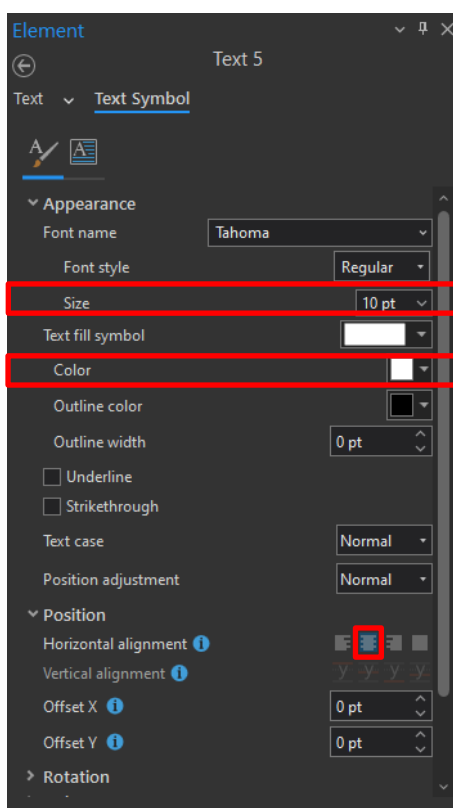 Element
Text 5
Text Text Symbol
Appearance
Font name Tahoma
Font style Regular
Size 10 pt
Text fill symbol
Color
Outline color
Outline width 0 pt
Underline
Strikethrough
Text case Normal
Position adjustment Normal
Position
Horizontal alignment
Vertical alignment
Offset X 0 pt
Offset Y 0 pt
Rotation